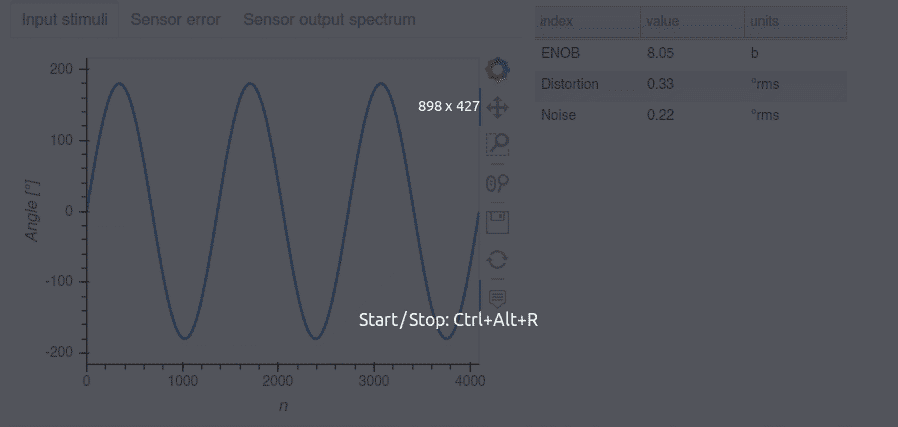 Input stimuli Sensor error Sensor output spectrum
200
100
0
-100
-200
Angle [°]
0 1000 2000 3000 4000
n
898 x 427
Start/Stop: Ctrl+Alt+R
index value units
ENOB 8.05 b
Distortion 0.33 °rms
Noise 0.22 °rms